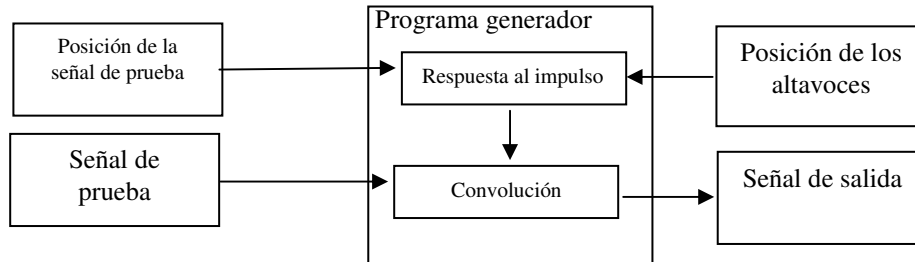 Programa generador
Posición de la
señal de prueba
Respuesta al impulso
Posición de los
altavoces
Señal de
prueba
Convolución
Señal de salida